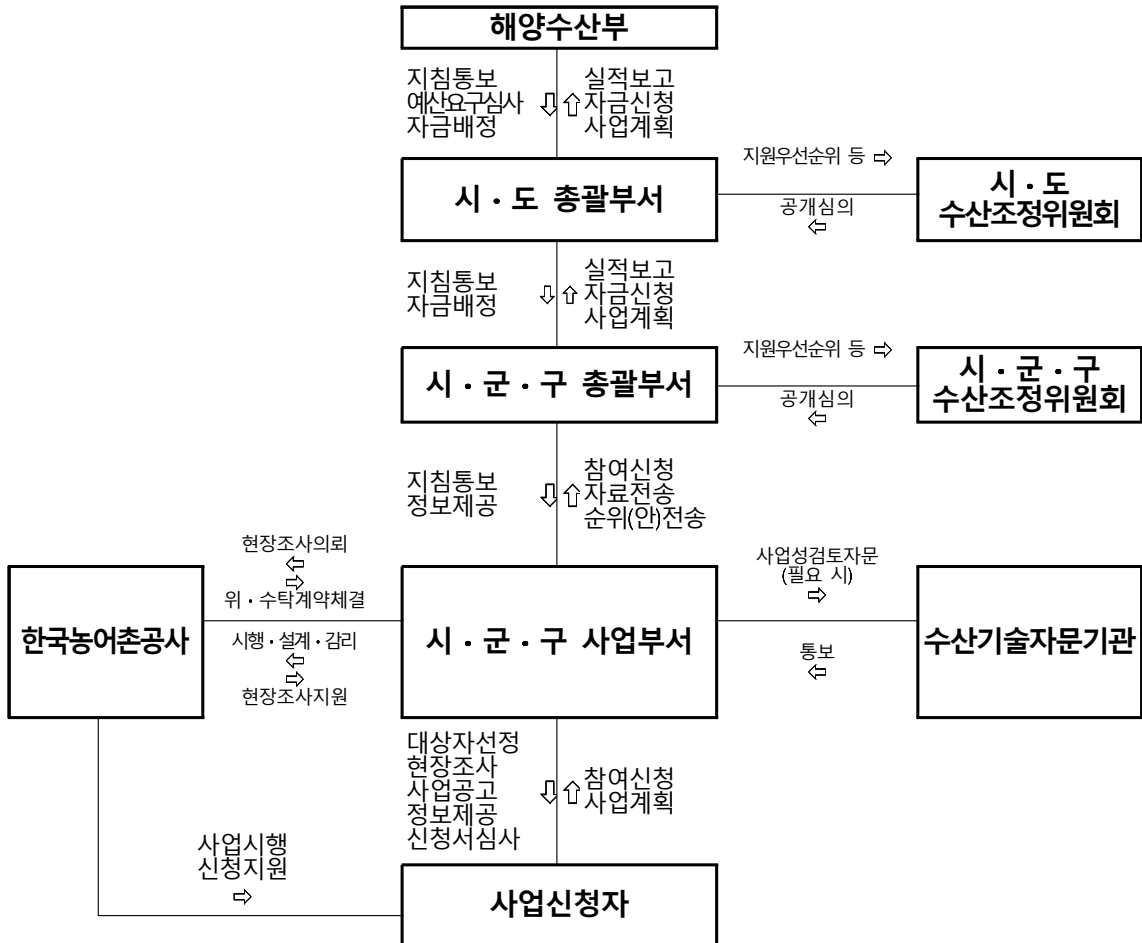 해양수산부
지침통보
예산요구심사
자금배정
⇩⇧
실적보고
자금신청
사업계획
시·도 총괄부서
지원우선순위 등 ⇨
공개심의
⇦
시·도
수산조정위원회
지침통보
자금배정
⇩⇧
실적보고
자금신청
사업계획
시·군·구 총괄부서
지원우선순위 등 ⇨
공개심의
⇦
시·군·구
수산조정위원회
지침통보
정보제공
⇩⇧
참여신청
자료전송
순위(안)전송
한국농어촌공사
현장조사의뢰
⇦
⇨
위·수탁계약체결
시행·설계·감리
⇦
⇨
현장조사지원
시·군·구 사업부서
사업성검토자문
(필요 시)
⇨
통보
⇦
수산기술자문기관
대상자선정
현장조사
사업공고
정보제공
신청서심사
⇩⇧
참여신청
사업계획
사업시행
신청지원
⇨
사업신청자